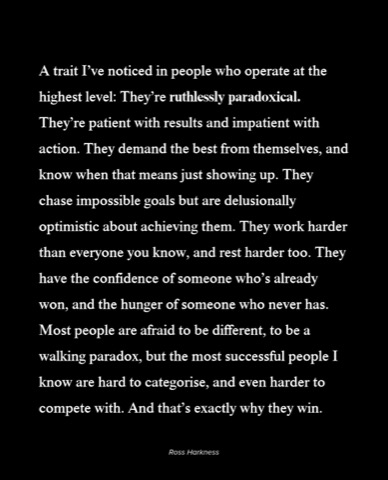 A trait I've noticed in people who operate at the
highest level: They're ruthlessly paradoxical.
They're patient with results and impatient with
action. They demand the best from themselves, and
know when that means just showing up. They
chase impossible goals but are delusionally
optimistic about achieving them. They work harder
than everyone you know, and rest harder too. They
have the confidence of someone who's already
won, and the hunger of someone who never has.
Most people are afraid to be different, to be a
walking paradox, but the most successful people I
know are hard to categorise, and even harder to
compete with. And that's exactly why they win.
Ross Harkness